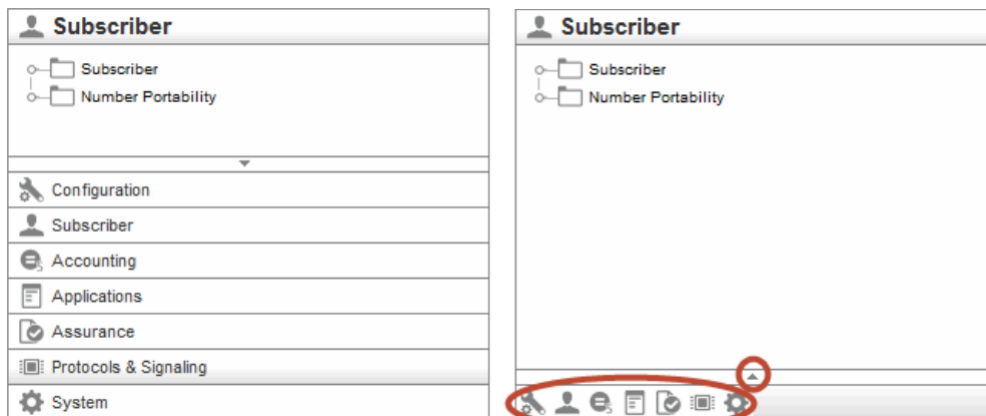 Subscriber
Subscriber
Number Portability
Configuration
Subscriber
Accounting
Applications
Assurance
Protocols & Signaling
System
Subscriber
Subscriber
Number Portability